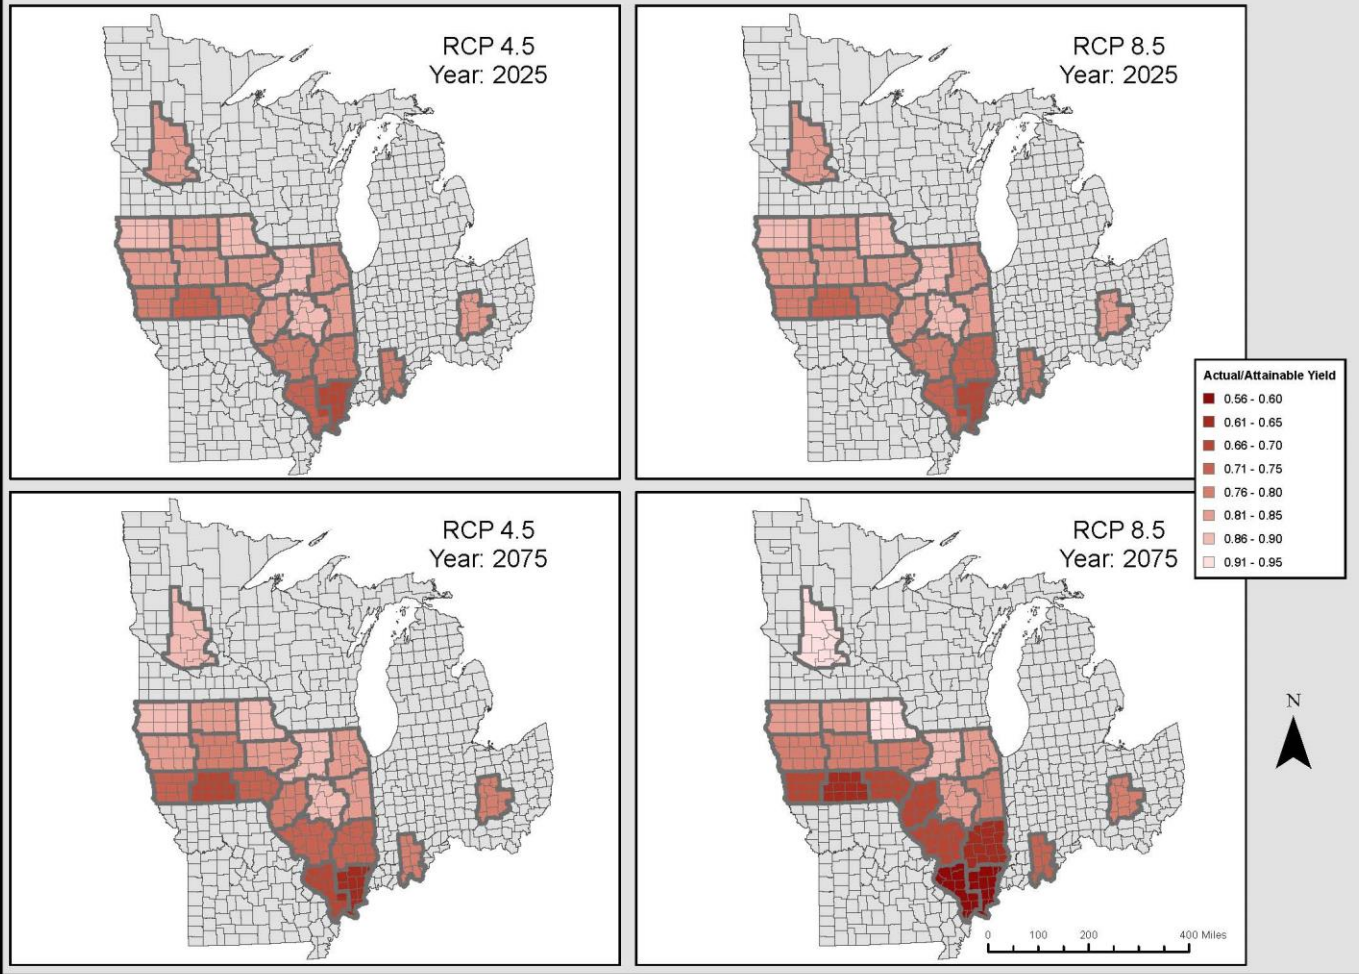 RCP 4.5
Year: 2025
RCP 8.5
Year: 2025
Actual/Attainable Yield
0.56 - 0.60
0.61 - 0.65
0.66 - 0.70
0.71 - 0.75
0.76 - 0.80
0.81 - 0.85
0.86 - 0.90
0.91 - 0.95
RCP 4.5
Year: 2075
RCP 8.5
Year: 2075
N
0 100 200 400 Miles